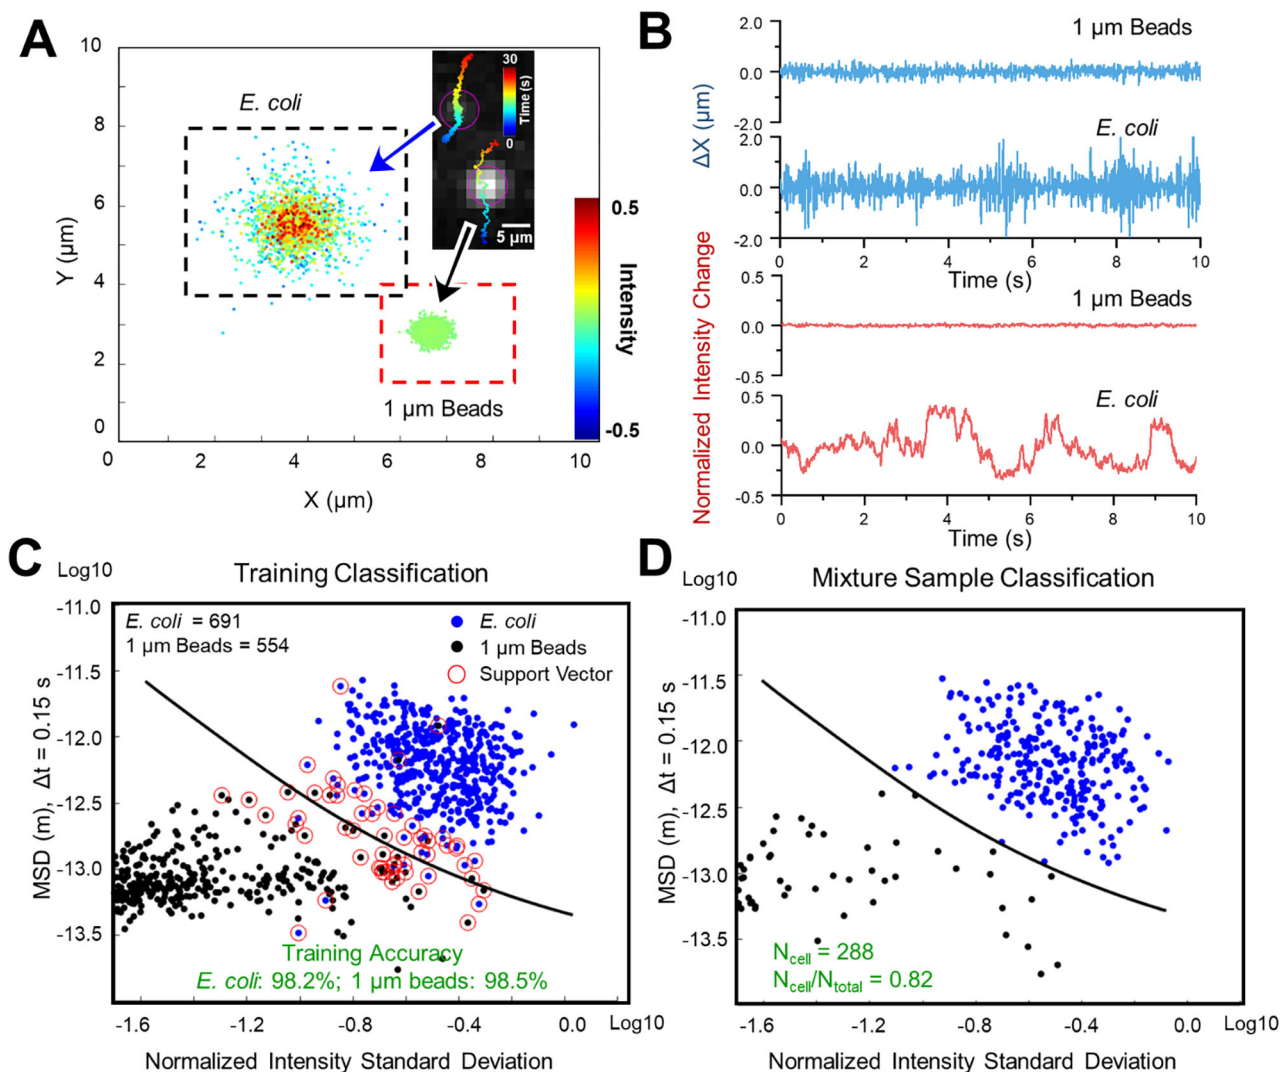 A
10
8
6
4
2
0
Y (µm)
0
2
4
6
8
10
X (µm)
E. coli
1 µm Beads
30
Time (s)
0
5 µm
0.5
Intensity
-0.5
B
2.0
0.0
-2.0
1 µm Beads
ΔX (µm)
2.0
0.0
-2.0
E. coli
0
2
4
6
8
10
Time (s)
Normalized Intensity Change
0.5
0.0
-0.5
1 µm Beads
0.5
0.0
-0.5
E. coli
0
2
4
6
8
10
Time (s)
C
Log10
Training Classification
-11.0
-11.5
-12.0
-12.5
-13.0
-13.5
MSD (m), Δt = 0.15 s
E. coli = 691
1 µm Beads = 554
E. coli
1 µm Beads
Support Vector
Training Accuracy
E. coli: 98.2%; 1 µm beads: 98.5%
-1.6
-1.2
-0.8
-0.4
0.0
Log10
Normalized Intensity Standard Deviation
D
Log10
Mixture Sample Classification
-11.0
-11.5
-12.0
-12.5
-13.0
-13.5
MSD (m), Δt = 0.15 s
Ncell = 288
Ncell/Ntotal = 0.82
-1.6
-1.2
-0.8
-0.4
0.0
Log10
Normalized Intensity Standard Deviation